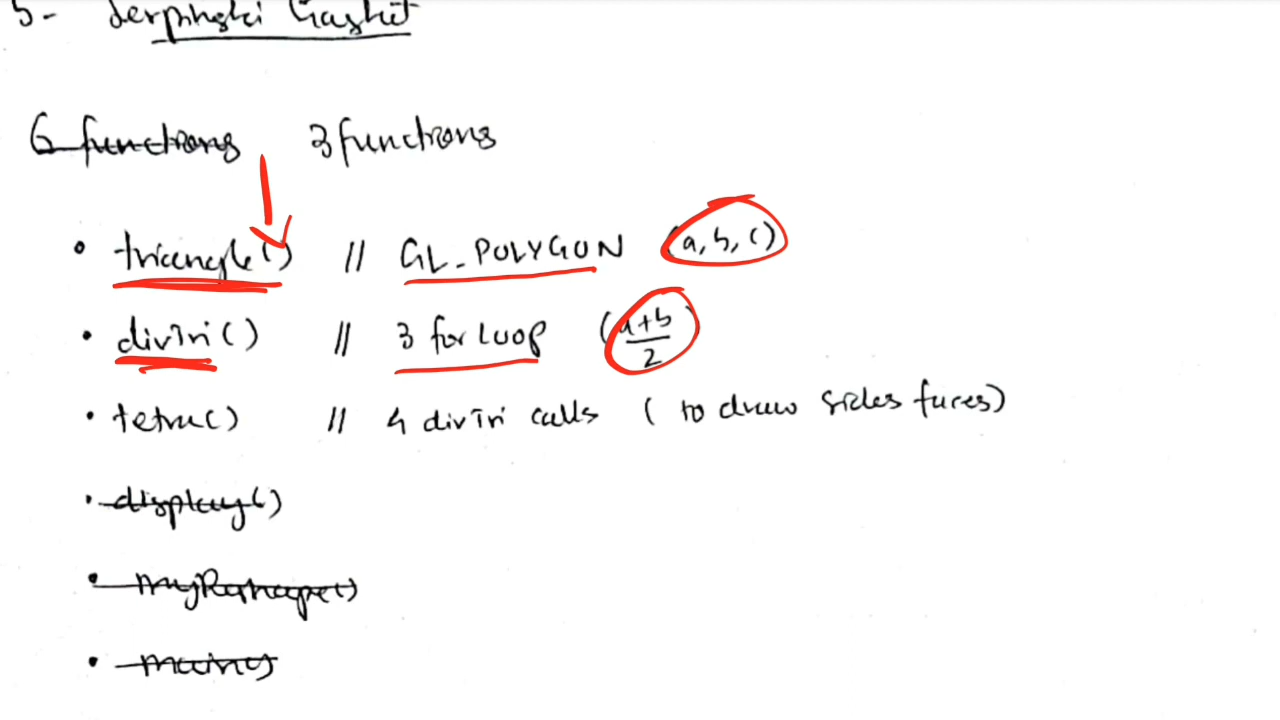 5- Serpinski Gasket
6 functions 3 functions
• triangle() // GL_POLYGON (a, b, c)
• divTri() // 3 for loop (a+b/2)
• tetra() // 4 divTri calls ( to draw sides faces)
• display()
• myReshape()
• main()